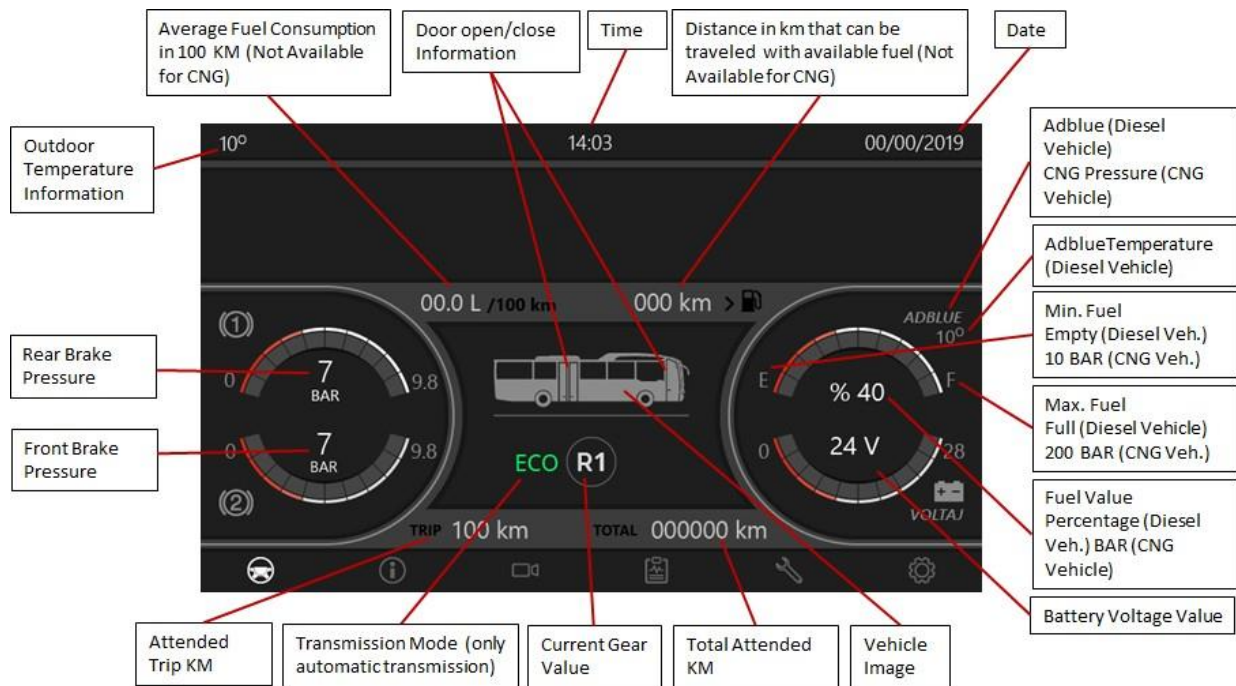 Average Fuel Consumption
in 100 KM (Not Available
for CNG)
Door open/close
Information
Time
Distance in km that can be
traveled with available fuel (Not
Available for CNG)
Date
Outdoor
Temperature
Information
10°
14:03
00/00/2019
Adblue (Diesel
Vehicle)
CNG Pressure (CNG
Vehicle)
AdblueTemperature
(Diesel Vehicle)
00.0 L /100 km
000 km >
ADBLUE
10°
Min. Fuel
Empty (Diesel Veh.)
10 BAR (CNG Veh.)
Rear Brake
Pressure
1
0
7
BAR
9.8
E
% 40
F
Max. Fuel
Full (Diesel Vehicle)
200 BAR (CNG Veh.)
Front Brake
Pressure
0
7
BAR
9.8
2
ECO R1
0
24 V
28
VOLTAJ
Fuel Value
Percentage (Diesel
Veh.) BAR (CNG
Vehicle)
TRIP 100 km
TOTAL 000000 km
Battery Voltage Value
Attended
Trip KM
Transmission Mode (only
automatic transmission)
Current Gear
Value
Total Attended
KM
Vehicle
Image